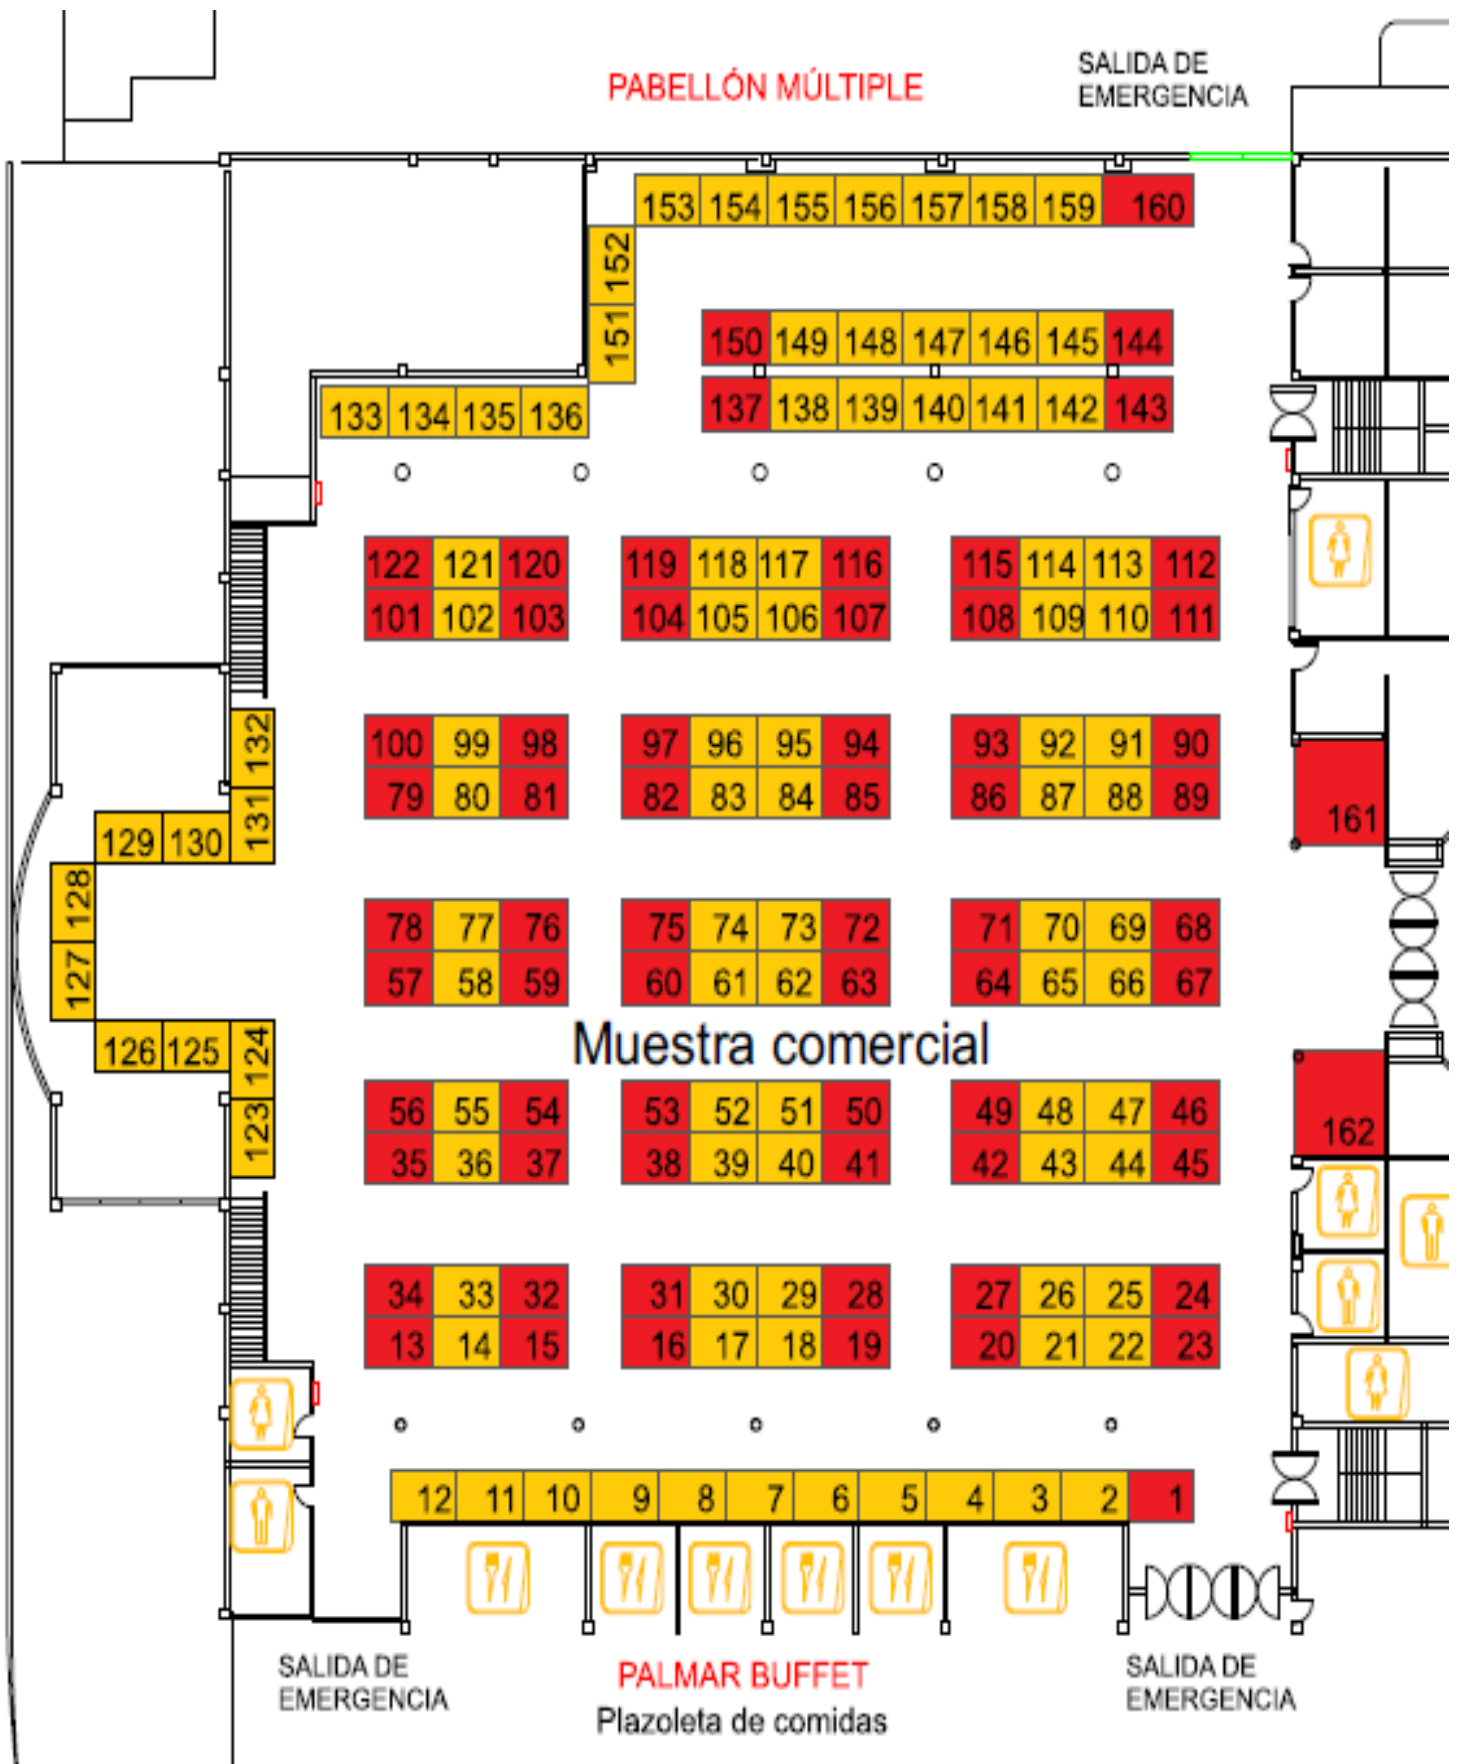 PABELLÓN MÚLTIPLE
SALIDA DE
EMERGENCIA
153 154 155 156 157 158 159 160
152
151
150 149 148 147 146 145 144
133 134 135 136
137 138 139 140 141 142 143
122 121 120 119 118 117 116 115 114 113 112
101 102 103 104 105 106 107 108 109 110 111
132
100 99 98 97 96 95 94 93 92 91 90
79 80 81 82 83 84 85 86 87 88 89
131
161
129 130
128
78 77 76 75 74 73 72 71 70 69 68
127
57 58 59 60 61 62 63 64 65 66 67
Muestra comercial
126 125 124
56 55 54 53 52 51 50 49 48 47 46
123
162
35 36 37 38 39 40 41 42 43 44 45
34 33 32 31 30 29 28 27 26 25 24
13 14 15 16 17 18 19 20 21 22 23
12 11 10 9 8 7 6 5 4 3 2 1
SALIDA DE
EMERGENCIA
PALMAR BUFFET
Plazoleta de comidas
SALIDA DE
EMERGENCIA